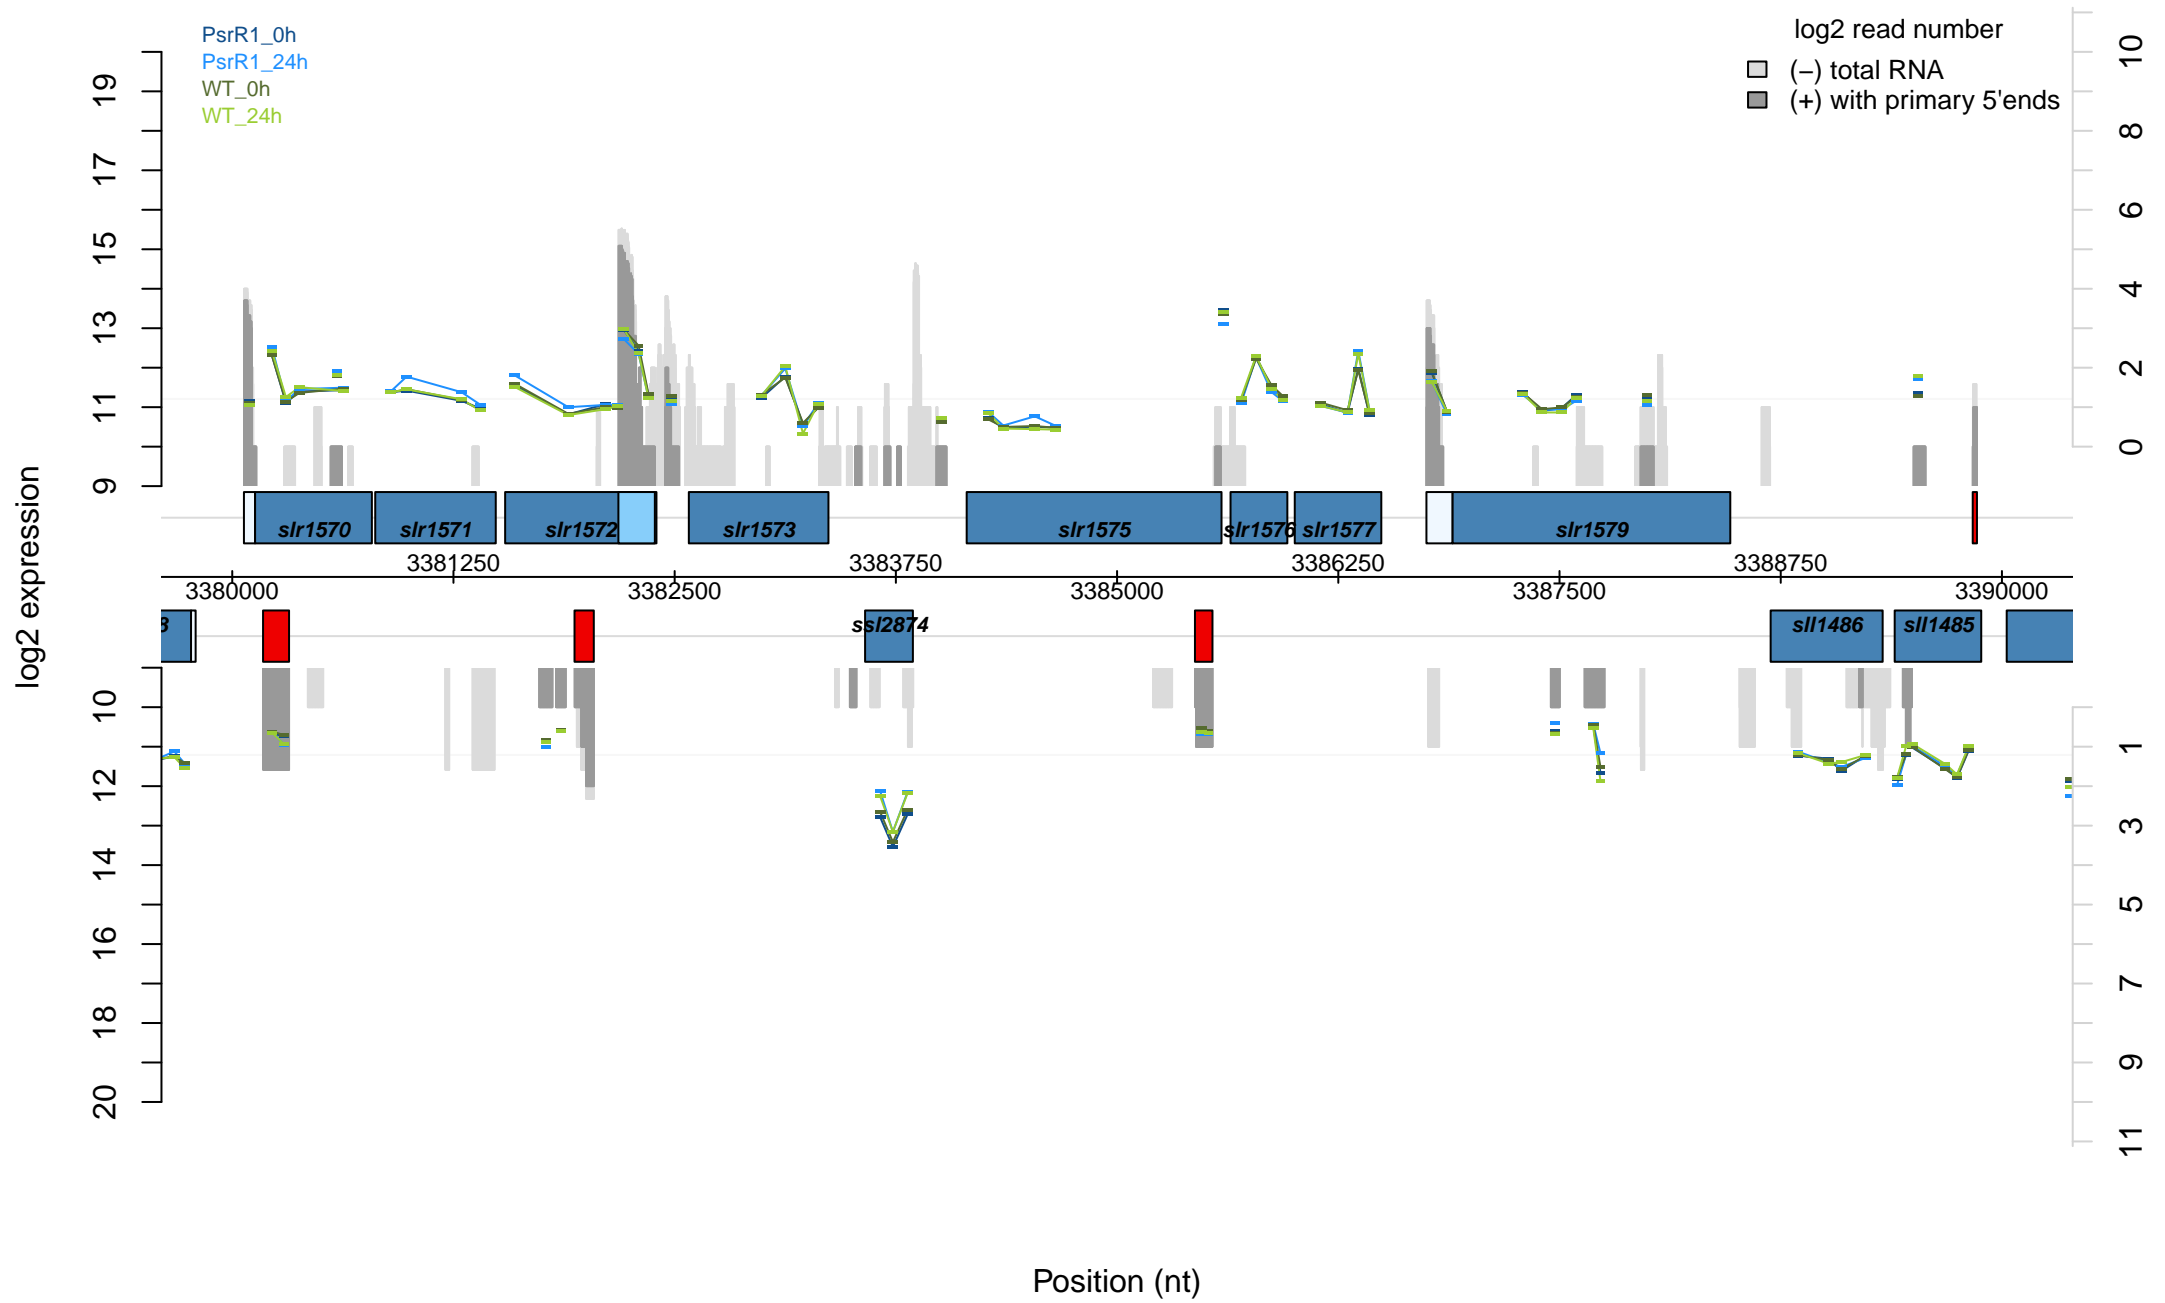 PsrR1_0h
PsrR1_24h
WT_0h
WT_24h
log2 read number
(−) total RNA
(+) with primary 5'ends
19
17
15
13
11
9
10
8
6
4
2
0
log2 expression
slr1570
slr1571
slr1572
slr1573
slr1575
slr1576
slr1577
slr1579
3381250
3383750
3386250
3388750
3380000
3382500
3385000
3387500
3390000
8
ssl2874
sll1486
sll1485
10
12
14
16
18
20
1
3
5
7
9
11
Position (nt)